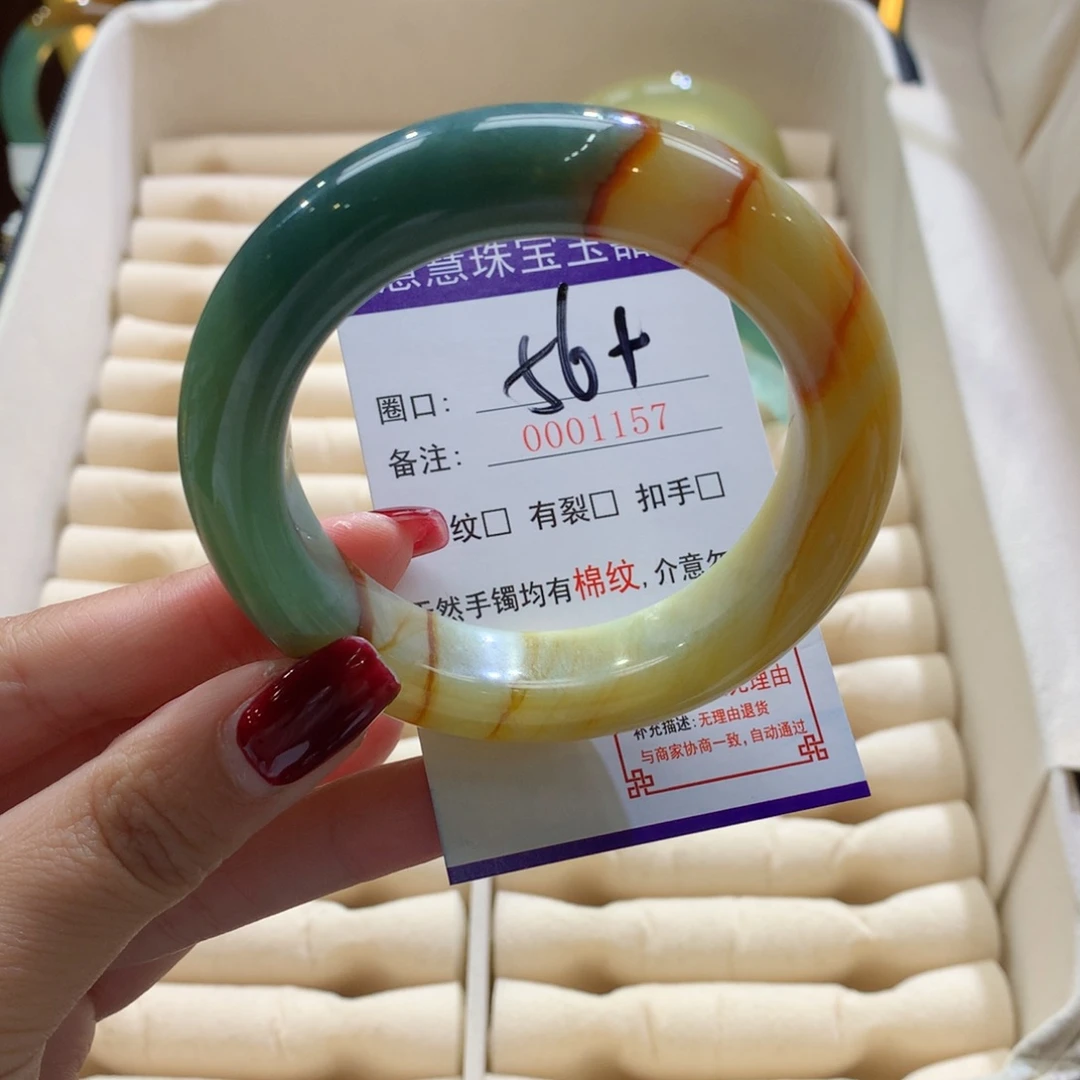 慧珠宝玉
圈口: 56+
备注: 0001157
纹□ 有裂□ 扣手□
然手镯均有棉纹,介意
理由
补充描述:无理由退货
与商家协商一致,自动通过